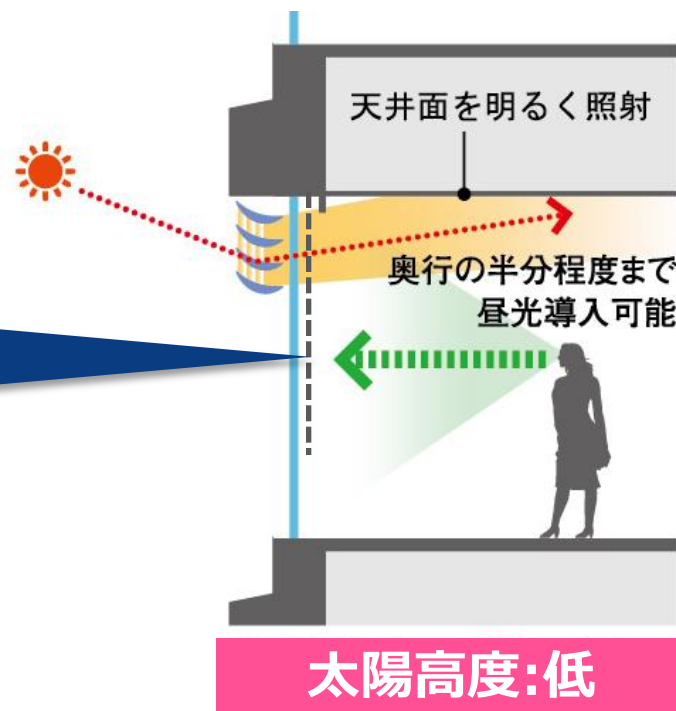 天井面を明るく照射
奥行の半分程度まで
昼光導入可能
太陽高度:低